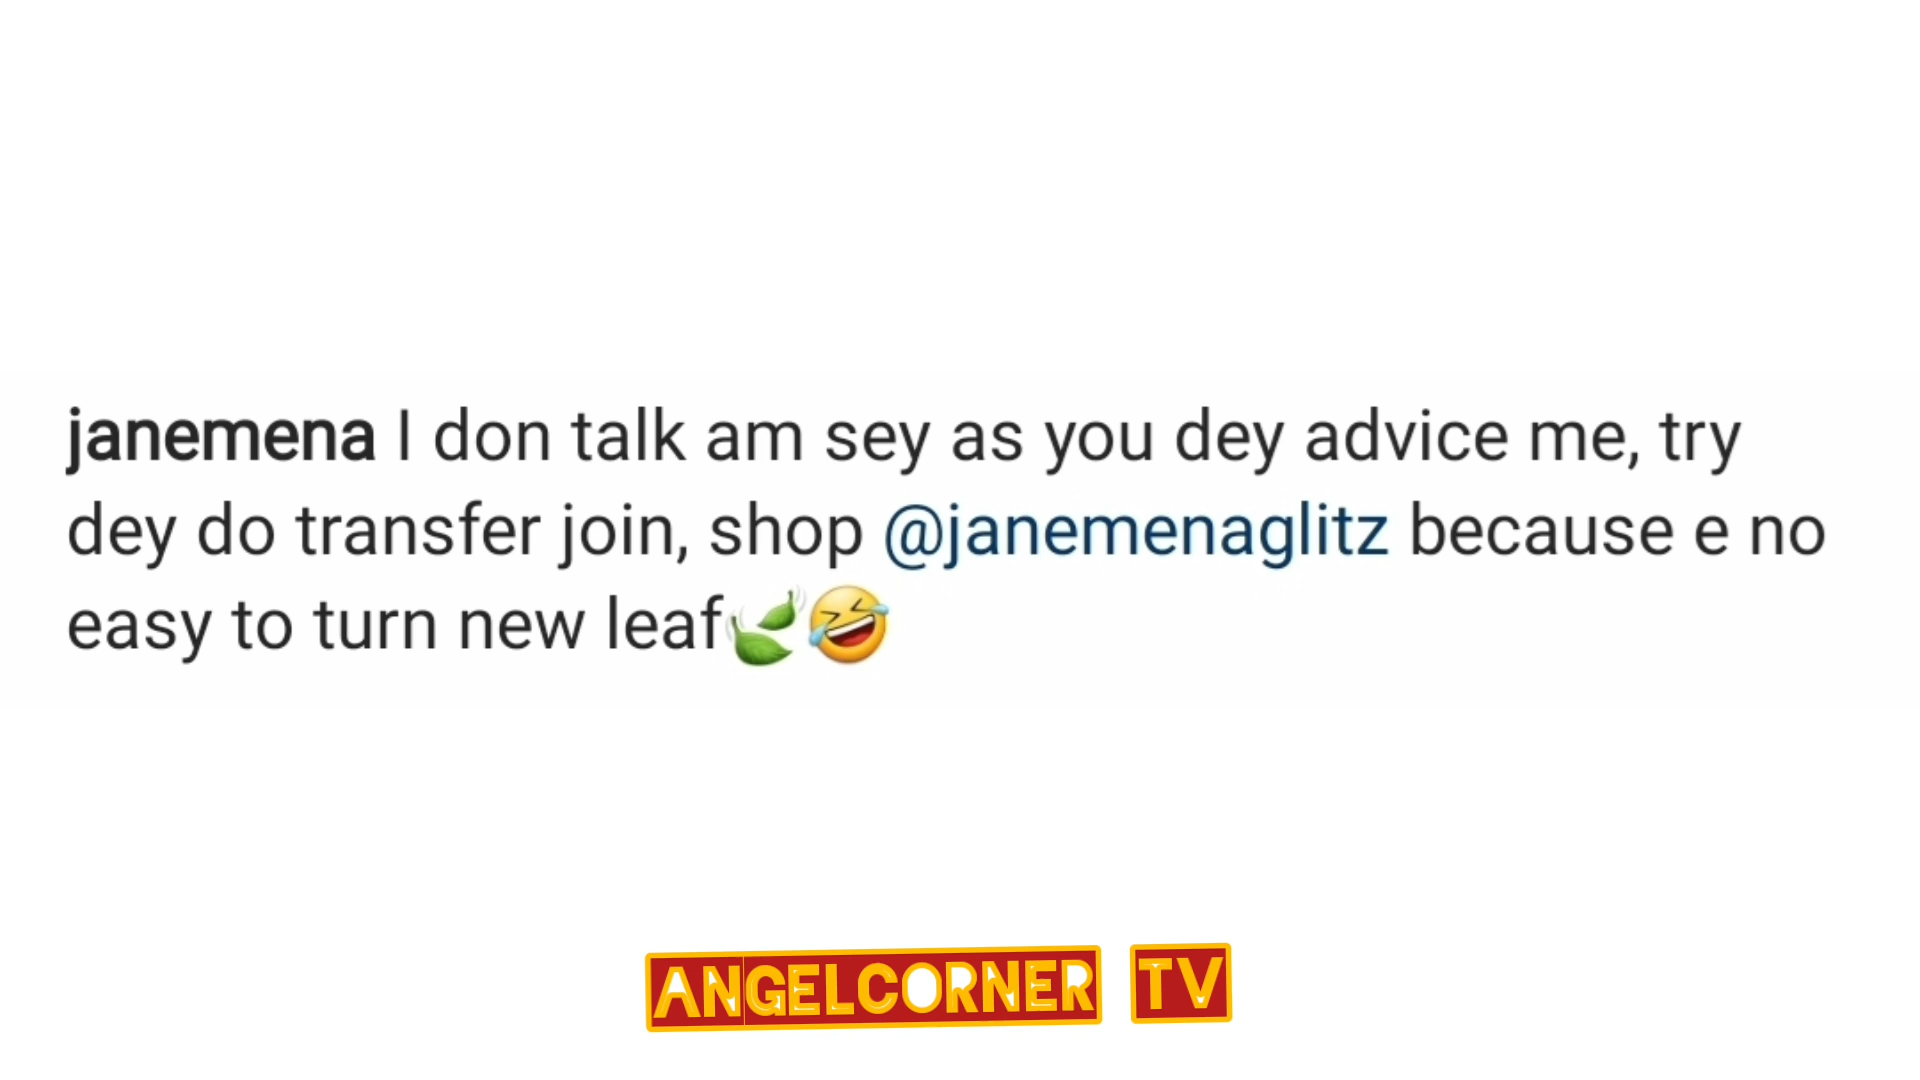 janemena I don talk am sey as you dey advice me, try
dey do transfer join, shop @janemenaglitz because e no
easy to turn new leaf🍃🤣
ANGELCORNER TV